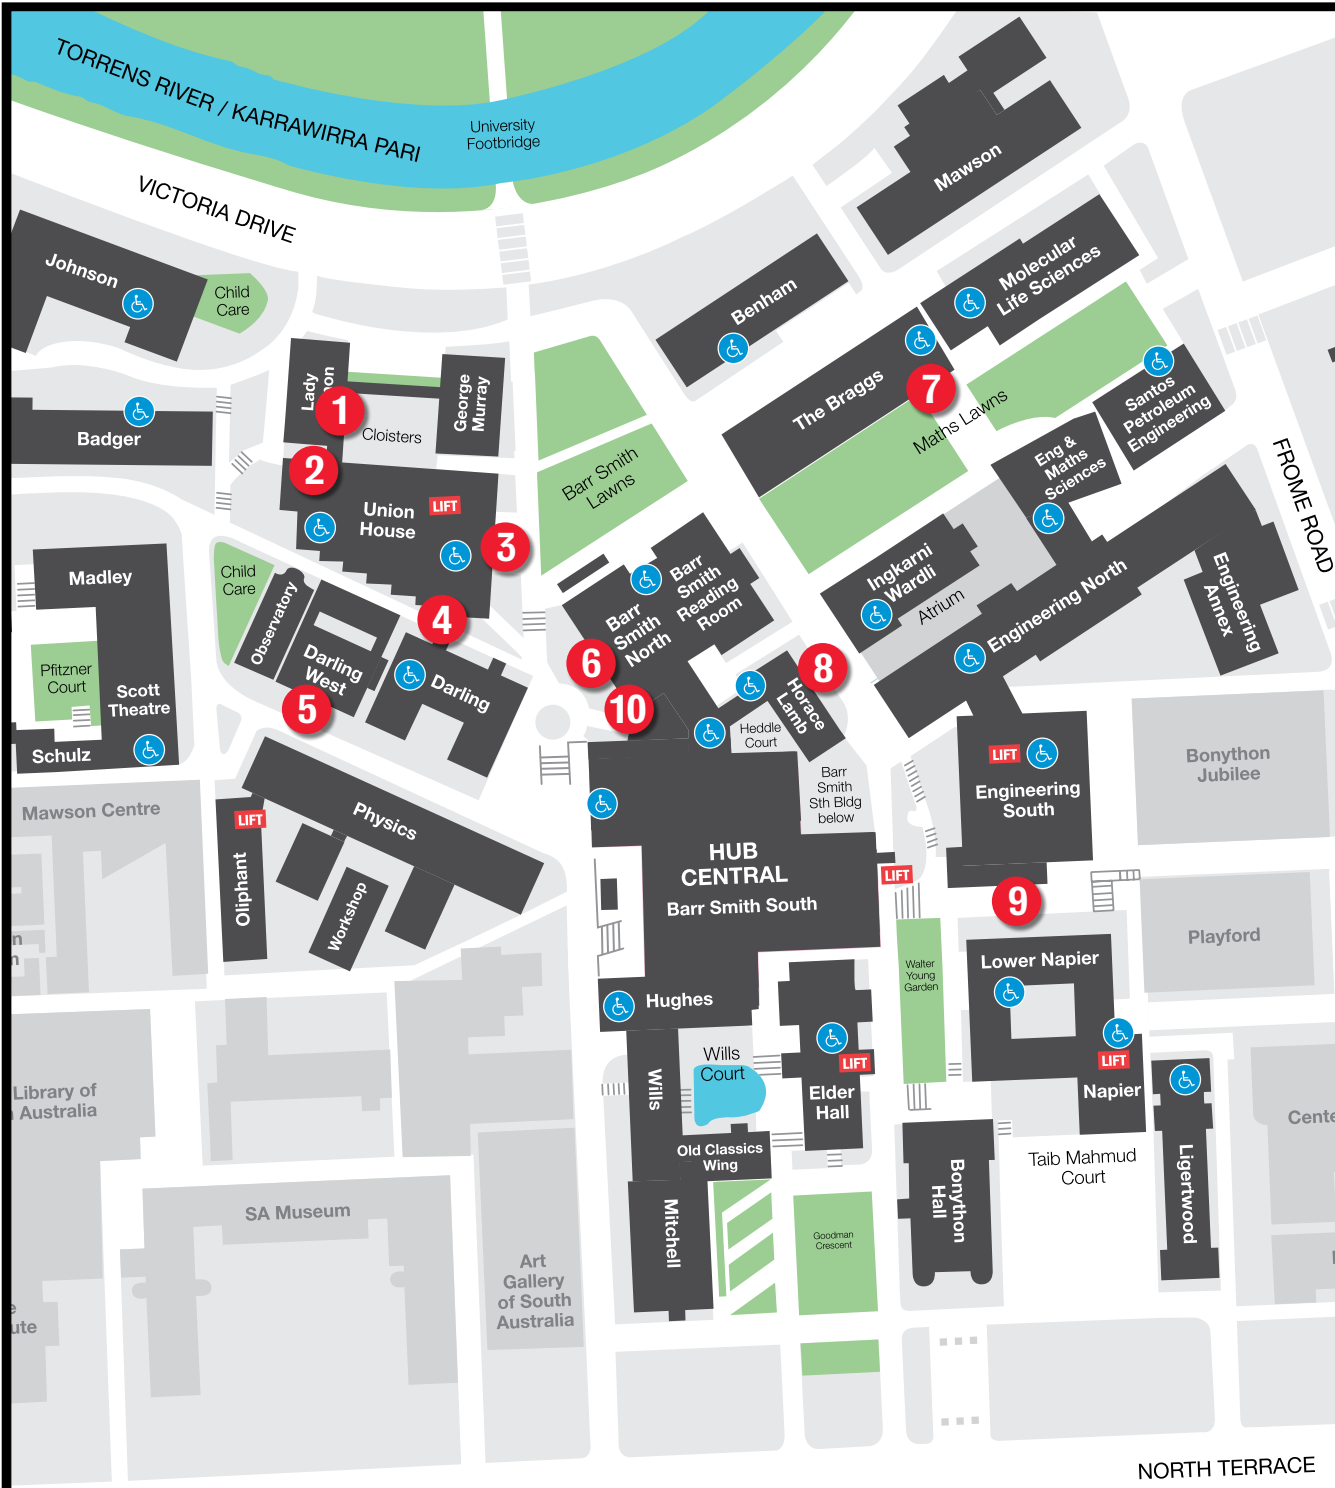 TORRENS RIVER / KARRAWIRRA PARI
University
Footbridge
VICTORIA DRIVE
Mawson
Johnson
Child
Care
Benham
Molecular
Life Sciences
Lady
1
George
Murray
Cloisters
The Braggs
7
Maths Lawns
Santos
Petroleum
Engineering
Badger
2
Union
House
LIFT
3
Barr Smith
Lawns
Eng &
Maths
Sciences
FROME ROAD
Madley
Child
Care
Observatory
4
Darling
West
Darling
5
Barr
Smith
North
Barr
Smith
Reading
Room
6
10
Ingkarni
Wardli
Atrium
Engineering North
Engineering
Annex
Pfitzner
Court
Scott
Theatre
Schulz
8
Horace
Lamb
Heddle
Court
Barr
Smith
Sth Bldg
below
LIFT
Engineering
South
Bonython
Jubilee
Mawson Centre
LIFT
Oliphant
Physics
Workshop
HUB
CENTRAL
Barr Smith South
LIFT
9
Playford
Lower Napier
Walter
Young
Garden
Hughes
Wills
Wills
Court
LIFT
Elder
Hall
LIFT
Napier
Library of
Australia
Old Classics
Wing
Bonython
Hall
Taib Mahmud
Court
Ligertwood
SA Museum
Mitchell
Goodman
Crescent
Art
Gallery
of South
Australia
NORTH TERRACE